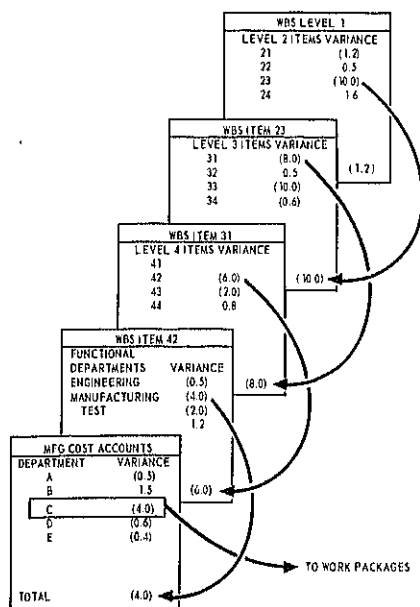 WBS LEVEL 1
LEVEL 2 ITEMS VARIANCE
21 (1.2)
22 0.5
23 (10.0)
24 1.6
(1.2)
WBS ITEM 23
LEVEL 3 ITEMS VARIANCE
31 (8.0)
32 0.5
33 (10.0)
34 (0.6)
(10.0)
WBS ITEM 31
LEVEL 4 ITEMS VARIANCE
41
42 (6.0)
43 (2.0)
44 0.8
(8.0)
WBS ITEM 42
FUNCTIONAL
DEPARTMENTS VARIANCE
ENGINEERING (0.5)
MANUFACTURING (4.0)
TEST (2.0)
1.2
(6.0)
MFG COST ACCOUNTS
DEPARTMENT VARIANCE
A (0.5)
B 1.5
C (4.0)
D (0.6)
E (0.4)
TOTAL (4.0)
TO WORK PACKAGES